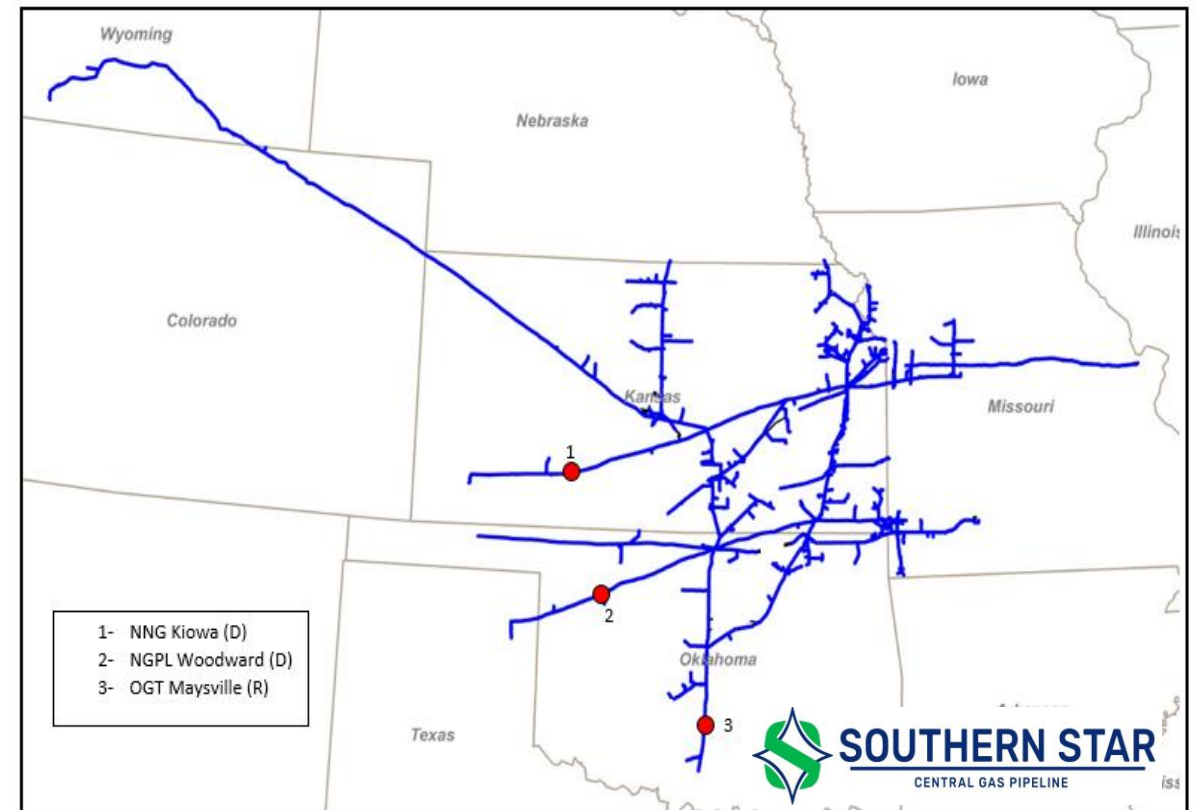 Wyoming
Iowa
Nebraska
Illinois
Colorado
Kansas
Missouri
1
2
1- NNG Kiowa (D)
2- NGPL Woodward (D)
3- OGT Maysville (R)
Oklahoma
Texas
3
SOUTHERN STAR
CENTRAL GAS PIPELINE